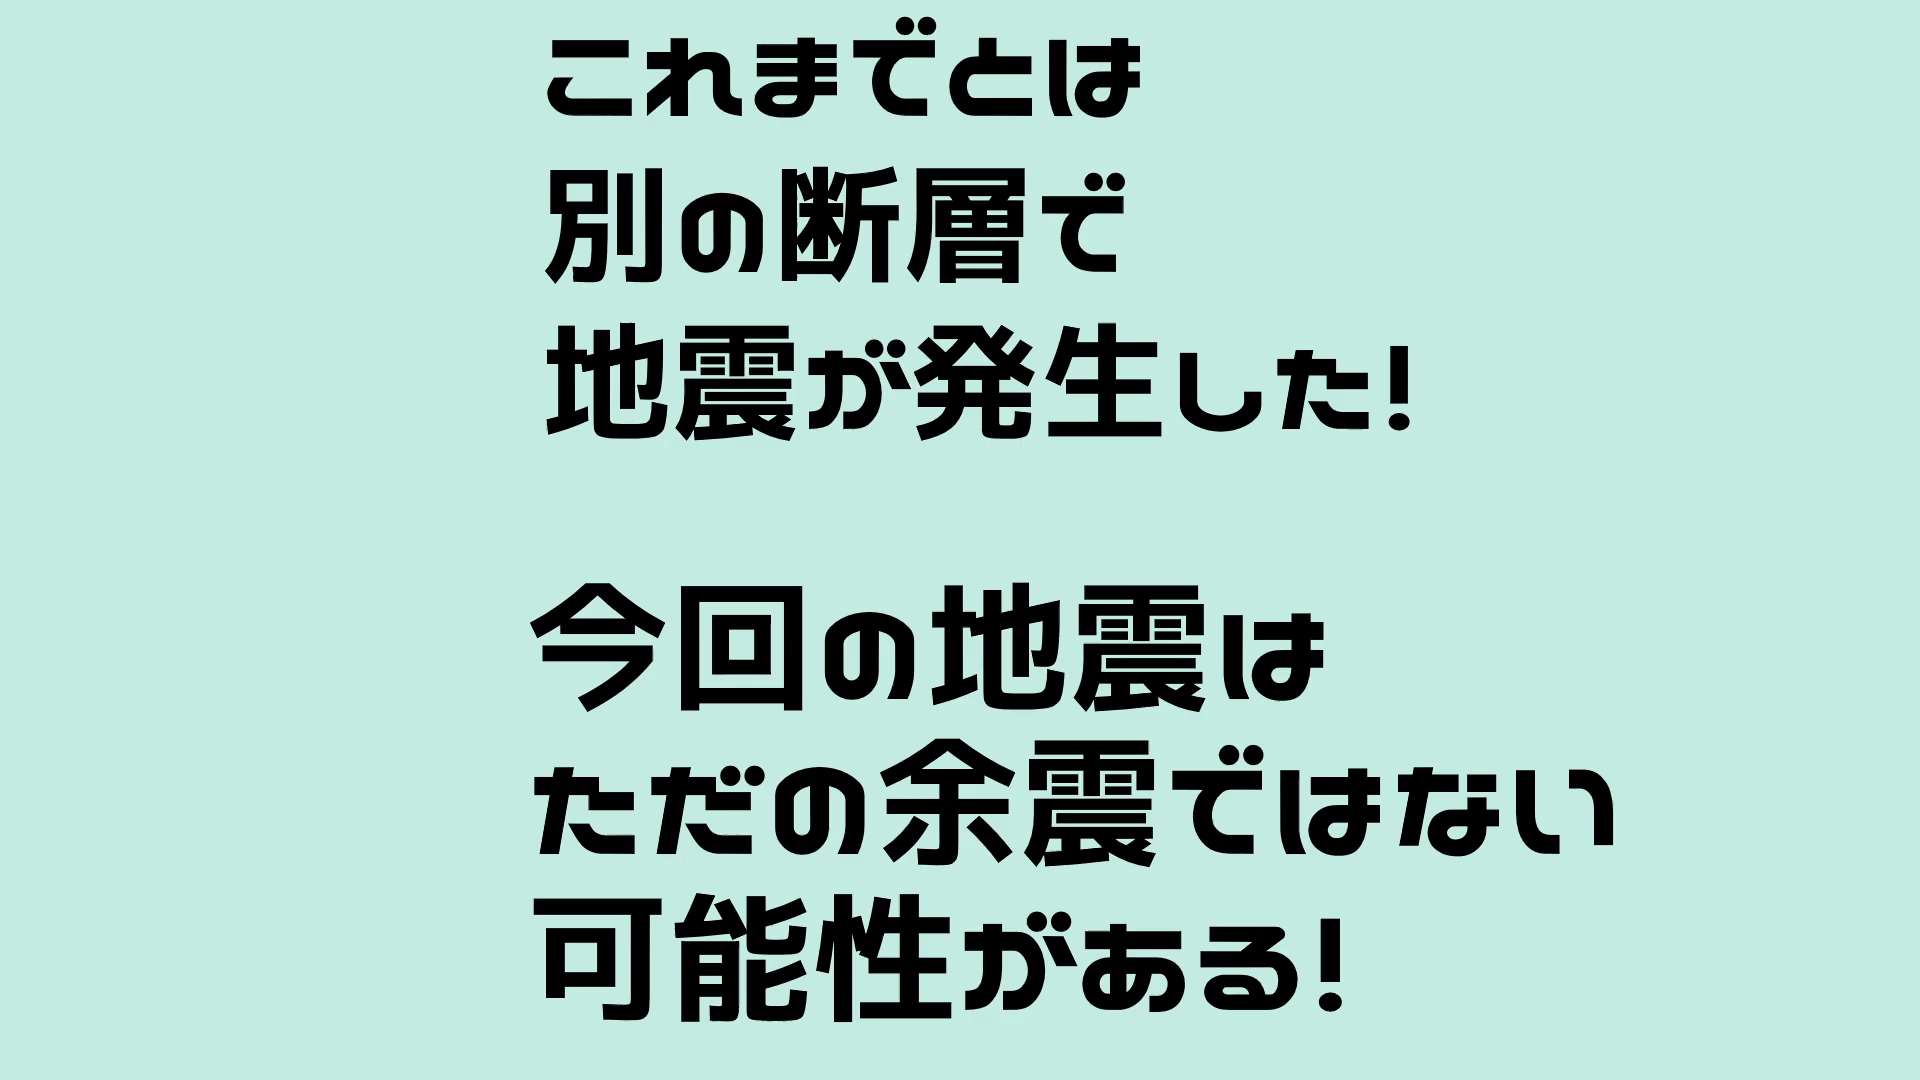 これまでとは
別の断層で
地震が発生した!
今回の地震は
ただの余震ではない
可能性がある!